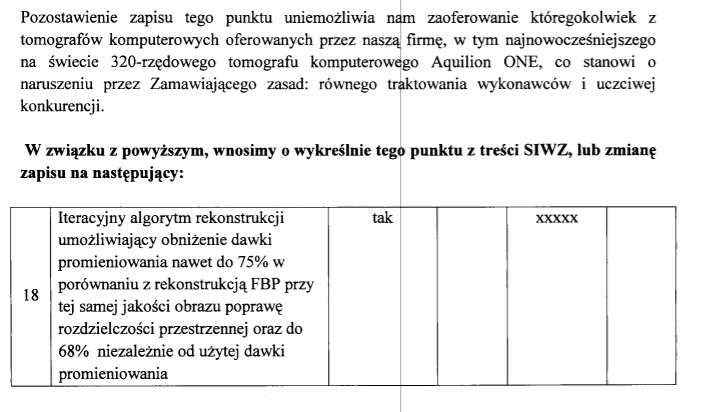 Pozostawienie zapisu tego punktu uniemożliwia nam zaoferowanie któregokolwiek z
tomografów komputerowych oferowanych przez naszą firmę, w tym najnowocześniejszego
na świecie 320-rzędowego tomografu komputerowego Aquilion ONE, co stanowi o
naruszeniu przez Zamawiającego zasad: równego traktowania wykonawców i uczciwej
konkurencji.
W związku z powyższym, wnosimy o wykreślnie tego punktu z treści SIWZ, lub zmianę
zapisu na następujący:
18
Iteracyjny algorytm rekonstrukcji
umożliwiający obniżenie dawki
promieniowania nawet do 75% w
porównaniu z rekonstrukcją FBP przy
tej samej jakości obrazu poprawę
rozdzielczości przestrzennej oraz do
68% niezależnie od użytej dawki
promieniowania
tak
xxxxx